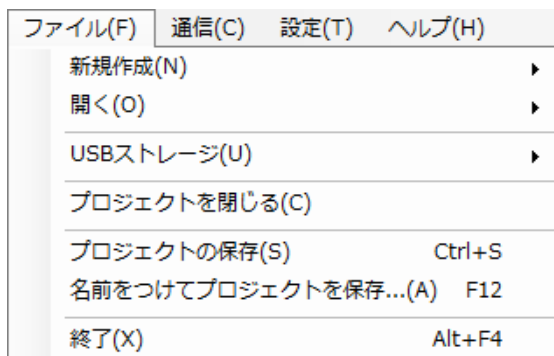 ファイル(F) 通信(C) 設定(T) ヘルプ(H)
新規作成(N)
開く(O)
USBストレージ(U)
プロジェクトを閉じる(C)
プロジェクトの保存(S) Ctrl+S
名前をつけてプロジェクトを保存...(A) F12
終了(X) Alt+F4